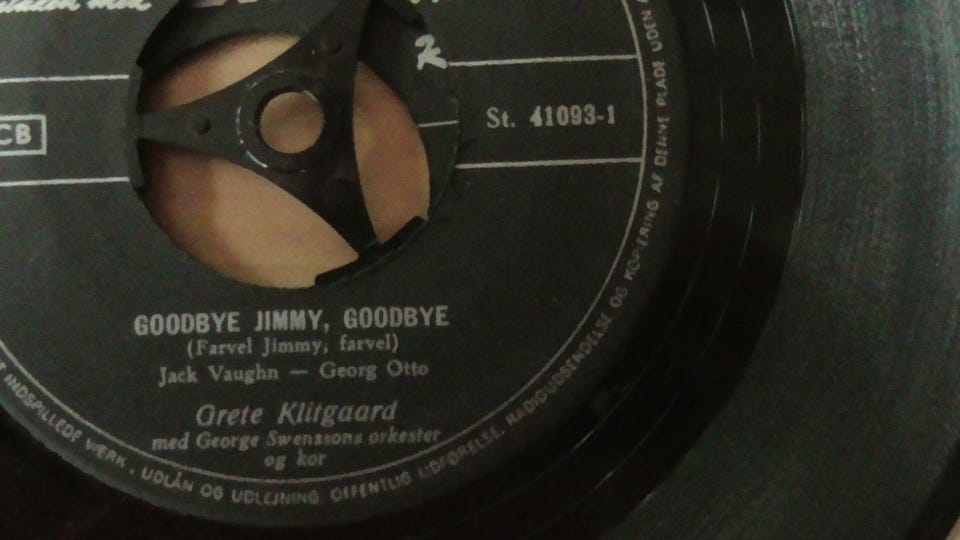 K
CB
St. 41093-1
GOODBYE JIMMY, GOODBYE
(Farvel Jimmy, farvel)
Jack Vaughn — Georg Otto
Grete Klitgaard
med George Swenssons orkester
og kor
INDSPILLEDE VÆRK. UDLÅN OG UDLEJNING. OFFENTLIG UDFØRELSE, RADIOUDSENDELSE OG KOPIERING AF DENNE PLADE UDEN